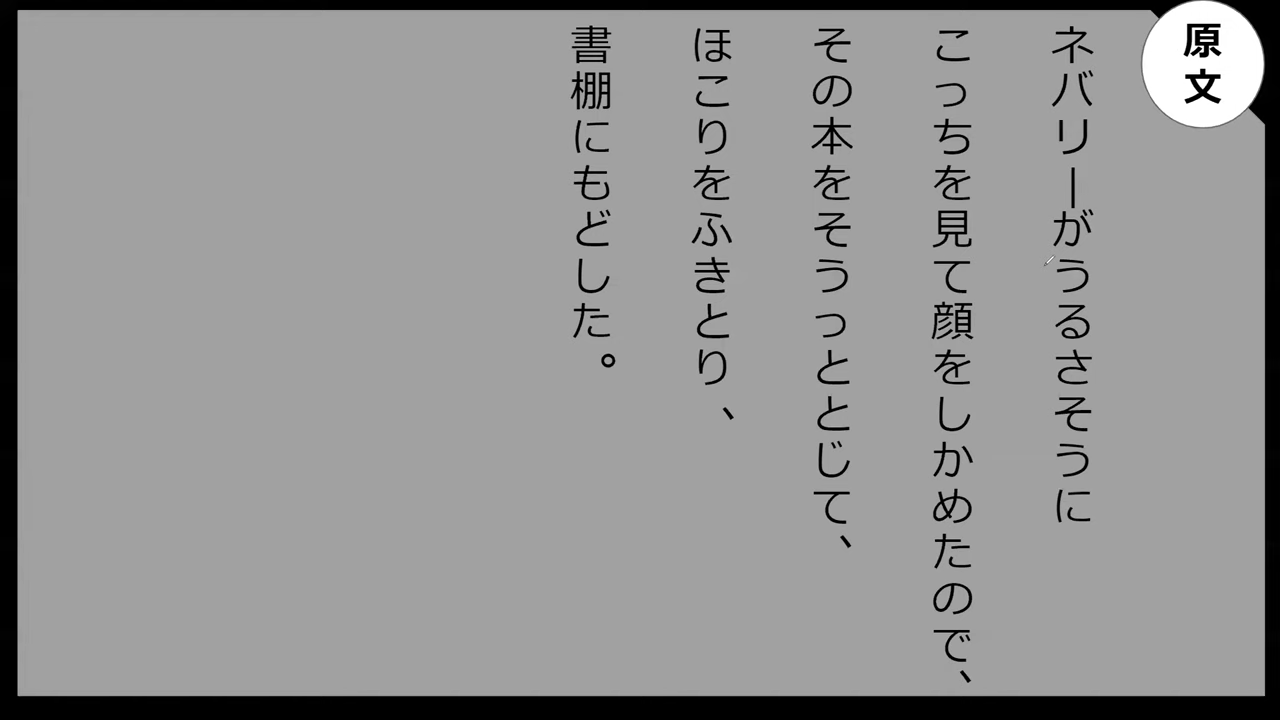 原文
ネバリーがうるさそうに
こっちを見て顔をしかめたので、
その本をそうっととじて、
ほこりをふきとり、
書棚にもどした。